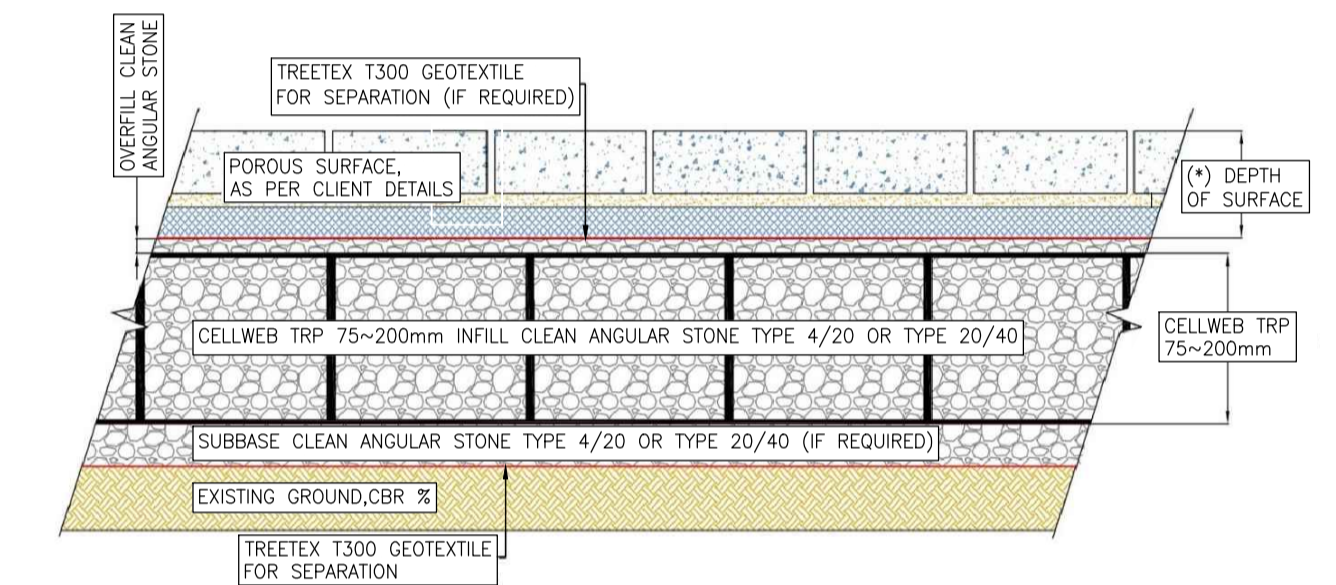 OVERFILL CLEAN
ANGULAR STONE
TREETEX T300 GEOTEXTILE
FOR SEPARATION (IF REQUIRED)
POROUS SURFACE,
AS PER CLIENT DETAILS
(*) DEPTH
OF SURFACE
CELLWEB TRP 75~200mm INFILL CLEAN ANGULAR STONE TYPE 4/20 OR TYPE 20/40
CELLWEB TRP
75~200mm
SUBBASE CLEAN ANGULAR STONE TYPE 4/20 OR TYPE 20/40 (IF REQUIRED)
EXISTING GROUND,CBR %
TREETEX T300 GEOTEXTILE
FOR SEPARATION